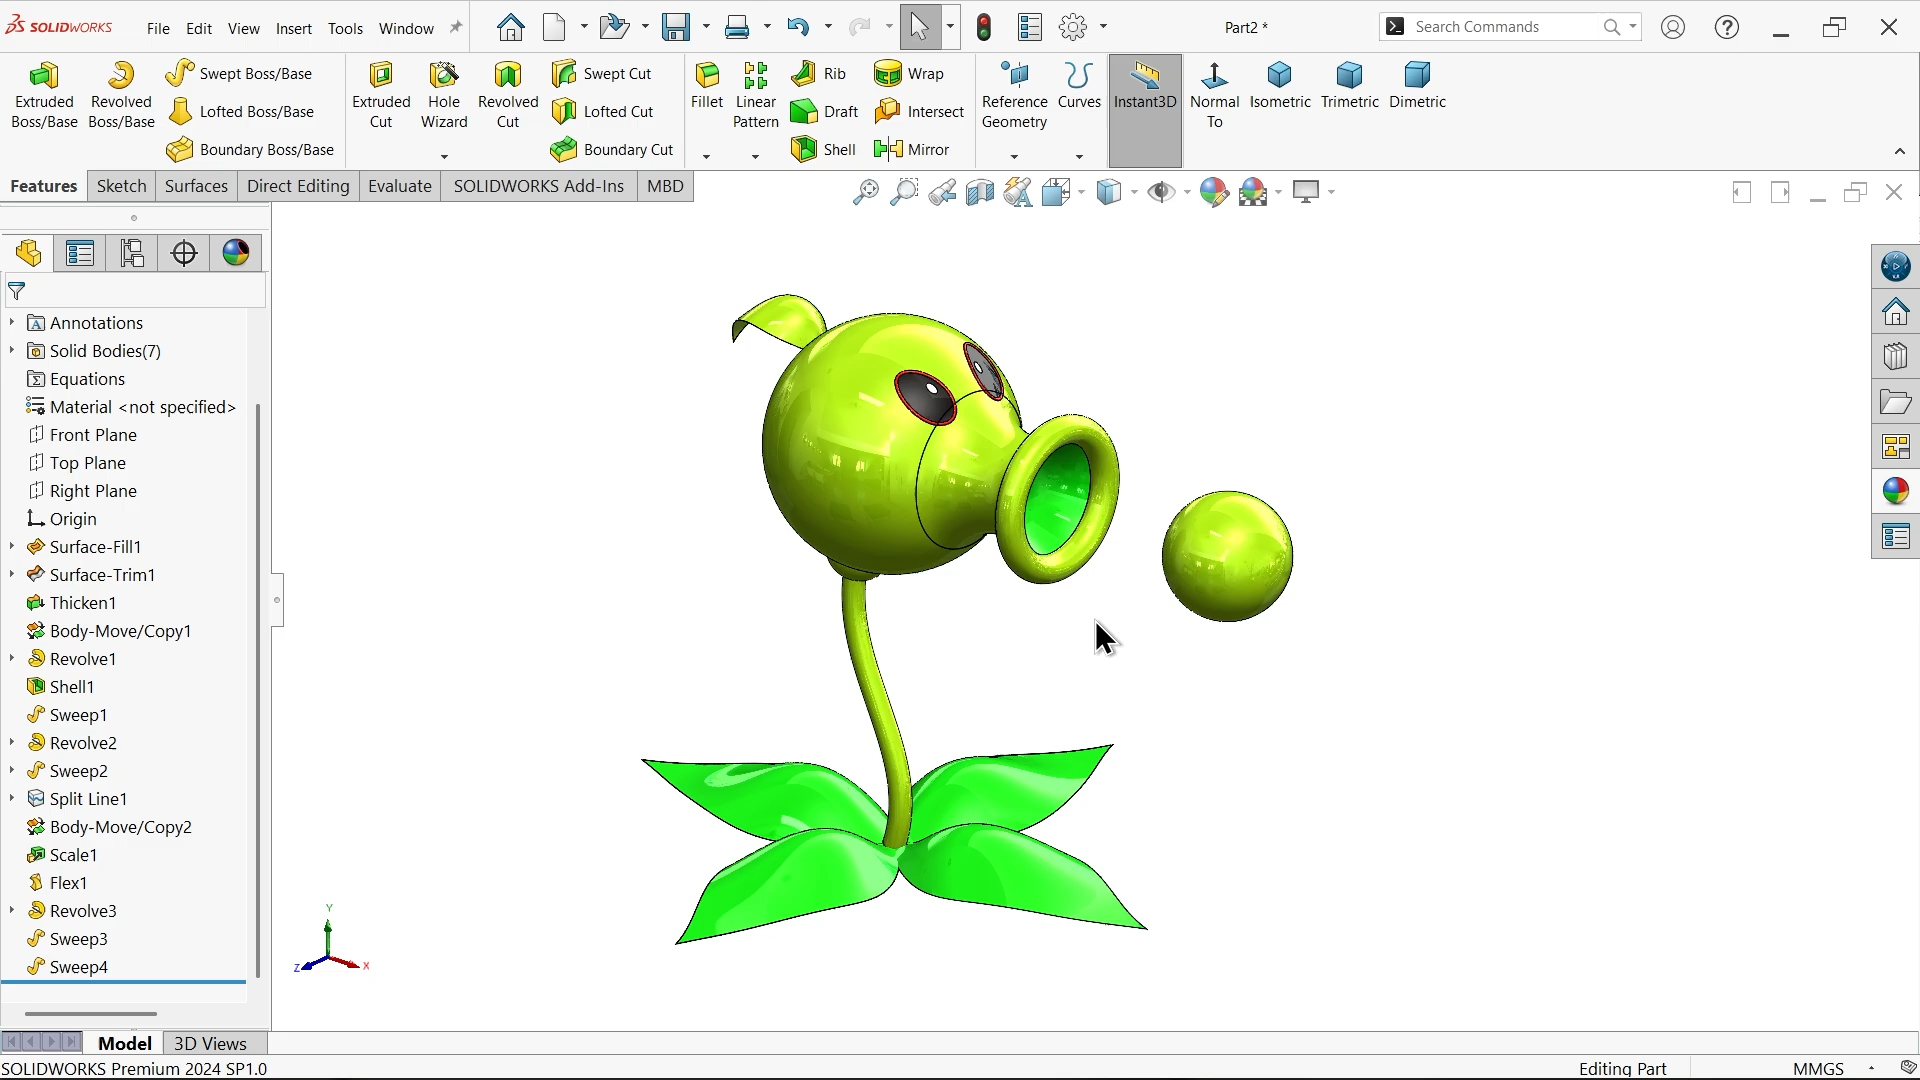 SOLIDWORKS File Edit View Insert Tools Window Part2 * Search Commands
Extruded Boss/Base
Revolved Boss/Base
Swept Boss/Base
Lofted Boss/Base
Boundary Boss/Base
Extruded Cut
Hole Wizard
Revolved Cut
Swept Cut
Lofted Cut
Boundary Cut
Fillet
Linear Pattern
Rib
Draft
Shell
Wrap
Intersect
Mirror
Reference Geometry
Curves
Instant3D
Normal To
Isometric
Trimetric
Dimetric
Features Sketch Surfaces Direct Editing Evaluate SOLIDWORKS Add-Ins MBD
Annotations
Solid Bodies(7)
Equations
Material <not specified>
Front Plane
Top Plane
Right Plane
Origin
Surface-Fill1
Surface-Trim1
Thicken1
Body-Move/Copy1
Revolve1
Shell1
Sweep1
Revolve2
Sweep2
Split Line1
Body-Move/Copy2
Scale1
Flex1
Revolve3
Sweep3
Sweep4
Y
Z
X
Model 3D Views
SOLIDWORKS Premium 2024 SP1.0 Editing Part MMGS